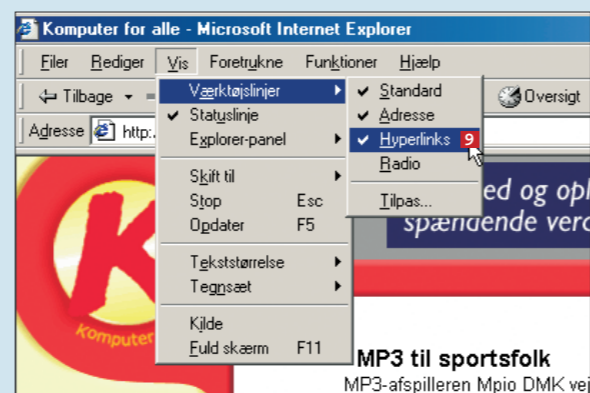 Komputer for alle - Microsoft Internet Explorer
Filer Rediger Vis Foretrukne Funktioner Hjælp
Tilbage
Oversigt
Adresse http:
Værktøjslinjer
Statuslinje
Explorer-panel
Skift til
Stop Esc
Opdater F5
Tekststørrelse
Tegnsæt
Kilde
Fuld skærm F11
Standard
Adresse
Hyperlinks 9
Radio
Tilpas...
ed og opl
spændende verd
K
Komputer
MP3 til sportsfolk
MP3-afspilleren Mpio DMK vej